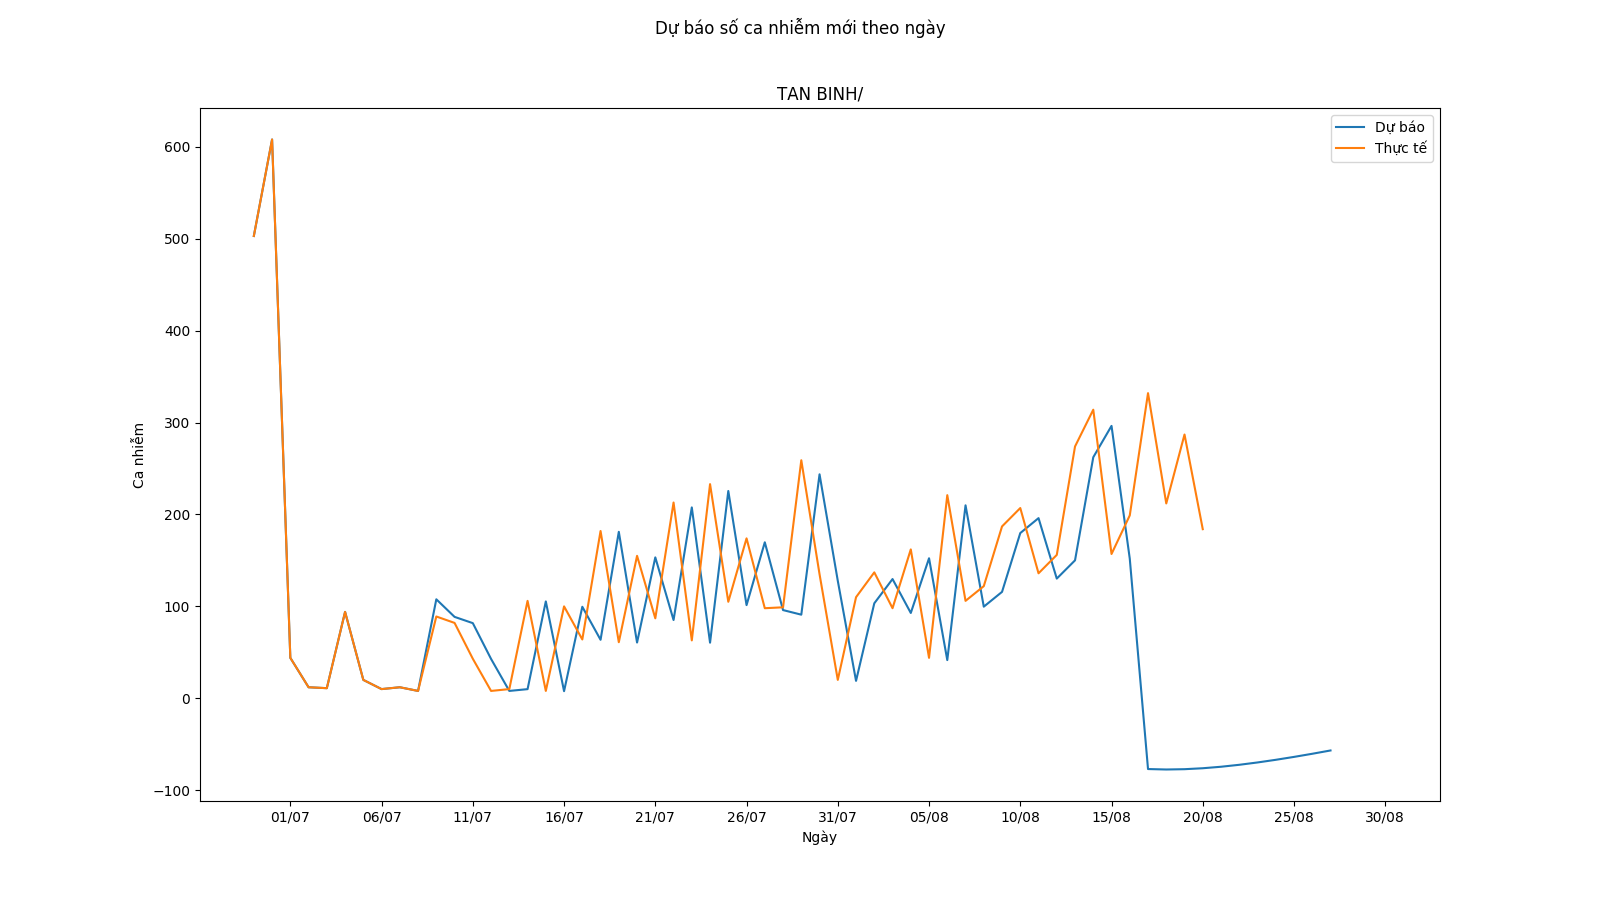 Dự báo số ca nhiễm mới theo ngày
TAN BINH/
Dự báo
Thực tế
600
500
400
300
200
100
0
−100
Ca nhiễm
01/07 06/07 11/07 16/07 21/07 26/07 31/07 05/08 10/08 15/08 20/08 25/08 30/08
Ngày